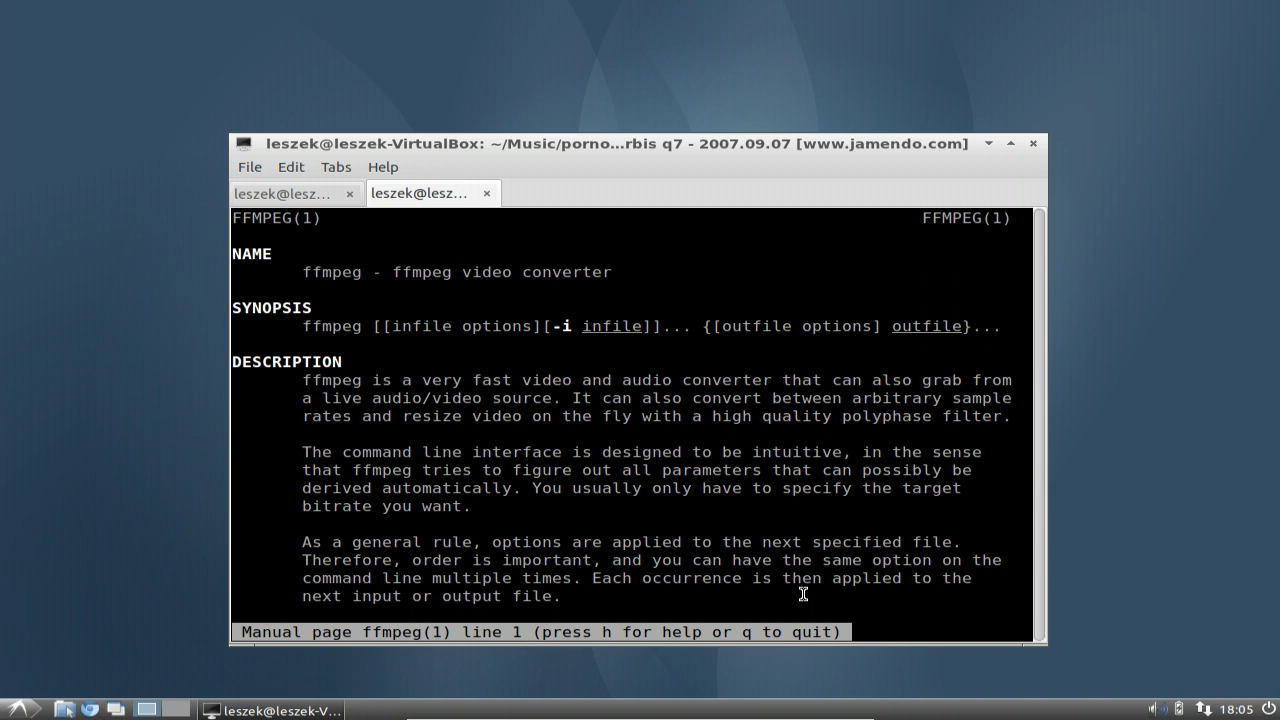 leszek@leszek-VirtualBox: ~/Music/porno...rbis q7 - 2007.09.07 [www.jamendo.com]
File Edit Tabs Help
leszek@lesz... leszek@lesz...
FFMPEG(1) FFMPEG(1)
NAME
ffmpeg - ffmpeg video converter
SYNOPSIS
ffmpeg [[infile options][-i infile]]... {[outfile options] outfile}...
DESCRIPTION
ffmpeg is a very fast video and audio converter that can also grab from
a live audio/video source. It can also convert between arbitrary sample
rates and resize video on the fly with a high quality polyphase filter.
The command line interface is designed to be intuitive, in the sense
that ffmpeg tries to figure out all parameters that can possibly be
derived automatically. You usually only have to specify the target
bitrate you want.
As a general rule, options are applied to the next specified file.
Therefore, order is important, and you can have the same option on the
command line multiple times. Each occurrence is then applied to the
next input or output file.
Manual page ffmpeg(1) line 1 (press h for help or q to quit)
leszek@leszek-V... 18:05